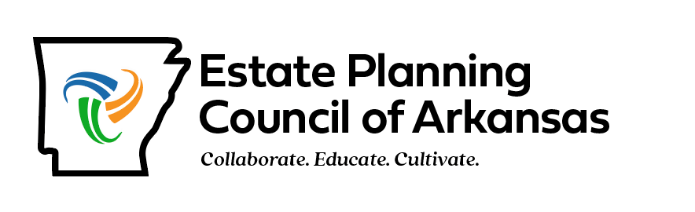 Estate Planning
Council of Arkansas
Collaborate. Educate. Cultivate.